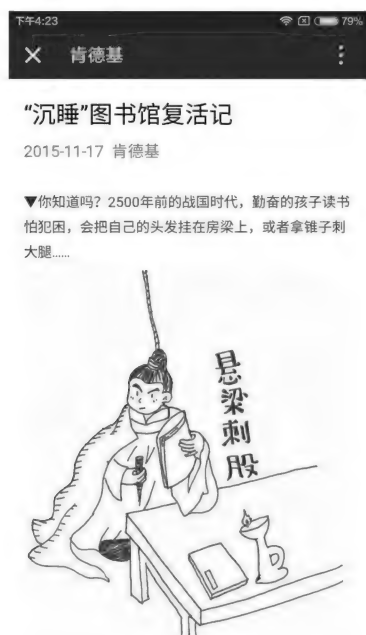 下午4:23
79%
肯德基
“沉睡”图书馆复活记
2015-11-17 肯德基
▼你知道吗？2500年前的战国时代，勤奋的孩子读书
怕犯困，会把自己的头发挂在房梁上，或者拿锥子刺
大腿......
悬梁刺股